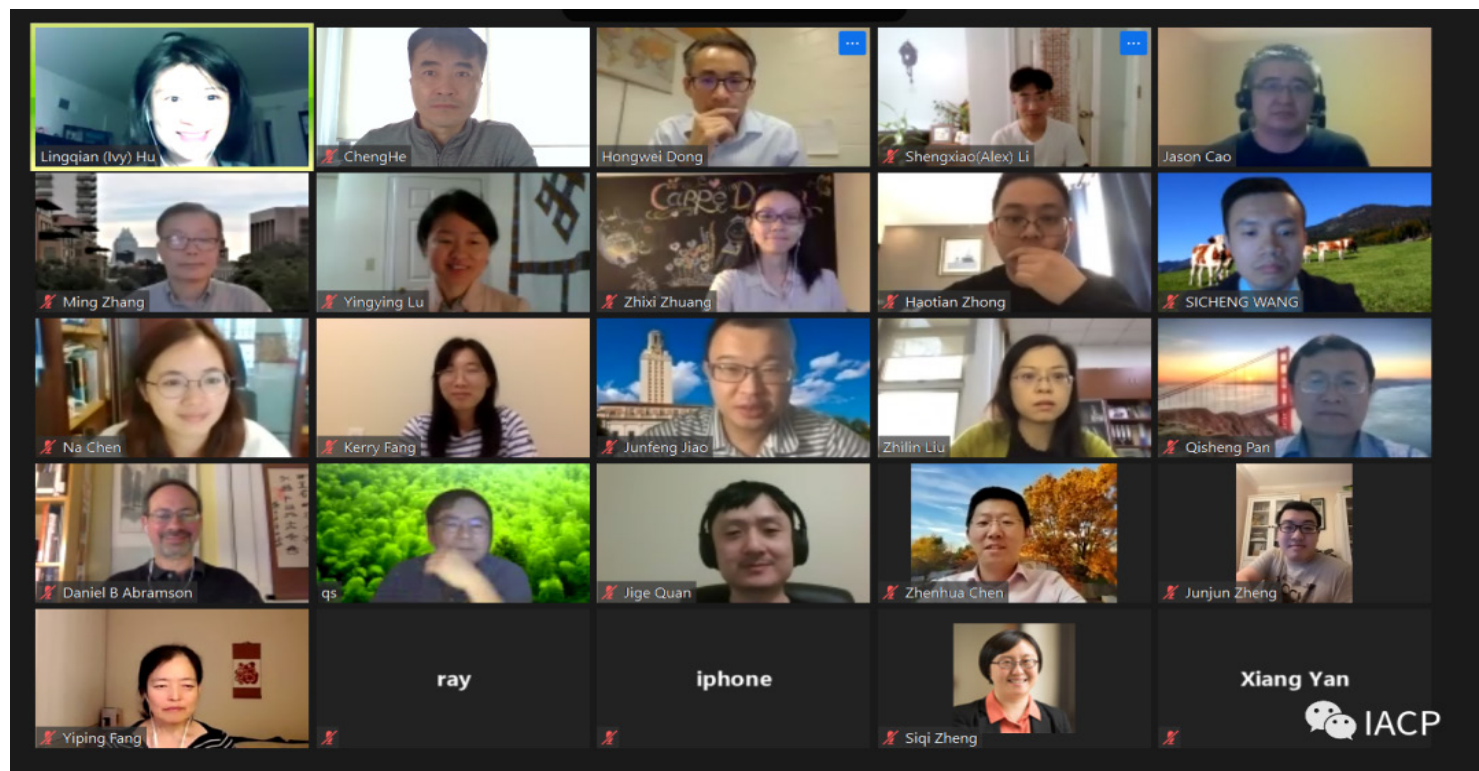 Lingqian (Ivy) Hu
ChengHe
Hongwei Dong
Shengxiao(Alex) Li
Jason Cao
Ming Zhang
Yingying Lu
CARPE D
Zhixi Zhuang
Haotian Zhong
SICHENG WANG
Na Chen
Kerry Fang
Junfeng Jiao
Zhilin Liu
Qisheng Pan
Daniel B Abramson
qs
Jige Quan
Zhenhua Chen
Junjun Zheng
福
Yiping Fang
ray
iphone
Siqi Zheng
Xiang Yan
IACP